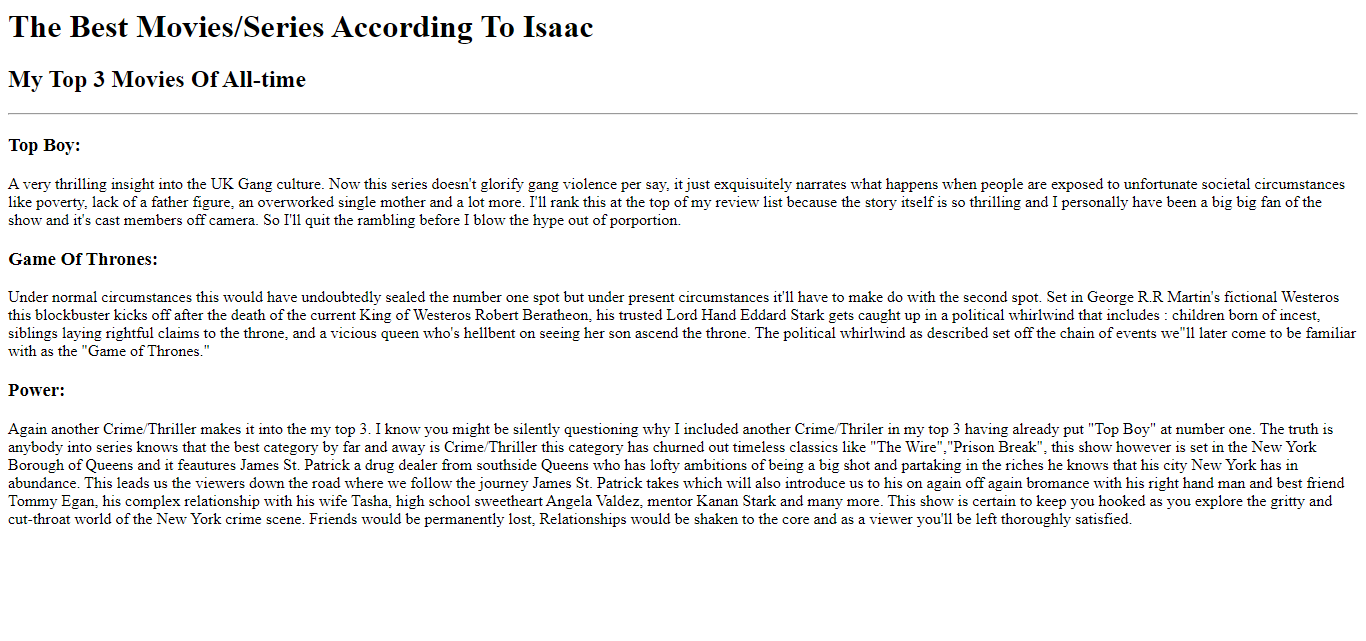 The Best Movies/Series According To Isaac
My Top 3 Movies Of All-time
Top Boy:
A very thrilling insight into the UK Gang culture. Now this series doesn't glorify gang violence per say, it just exquisuitely narrates what happens when people are exposed to unfortunate societal circumstances
like poverty, lack of a father figure, an overworked single mother and a lot more. I'll rank this at the top of my review list because the story itself is so thrilling and I personally have been a big big fan of the
show and it's cast members off camera. So I'll quit the rambling before I blow the hype out of porportion.
Game Of Thrones:
Under normal circumstances this would have undoubtedly sealed the number one spot but under present circumstances it'll have to make do with the second spot. Set in George R.R Martin's fictional Westeros
this blockbuster kicks off after the death of the current King of Westeros Robert Beratheon, his trusted Lord Hand Eddard Stark gets caught up in a political whirlwind that includes : children born of incest,
siblings laying rightful claims to the throne, and a vicious queen who's hellbent on seeing her son ascend the throne. The political whirlwind as described set off the chain of events we"ll later come to be familiar
with as the "Game of Thrones."
Power:
Again another Crime/Thriller makes it into the my top 3. I know you might be silently questioning why I included another Crime/Thriler in my top 3 having already put "Top Boy" at number one. The truth is
anybody into series knows that the best category by far and away is Crime/Thriller this category has churned out timeless classics like "The Wire","Prison Break", this show however is set in the New York
Borough of Queens and it feautures James St. Patrick a drug dealer from southside Queens who has lofty ambitions of being a big shot and partaking in the riches he knows that his city New York has in
abundance. This leads us the viewers down the road where we follow the journey James St. Patrick takes which will also introduce us to his on again off again bromance with his right hand man and best friend
Tommy Egan, his complex relationship with his wife Tasha, high school sweetheart Angela Valdez, mentor Kanan Stark and many more. This show is certain to keep you hooked as you explore the gritty and
cut-throat world of the New York crime scene. Friends would be permanently lost, Relationships would be shaken to the core and as a viewer you'll be left thoroughly satisfied.